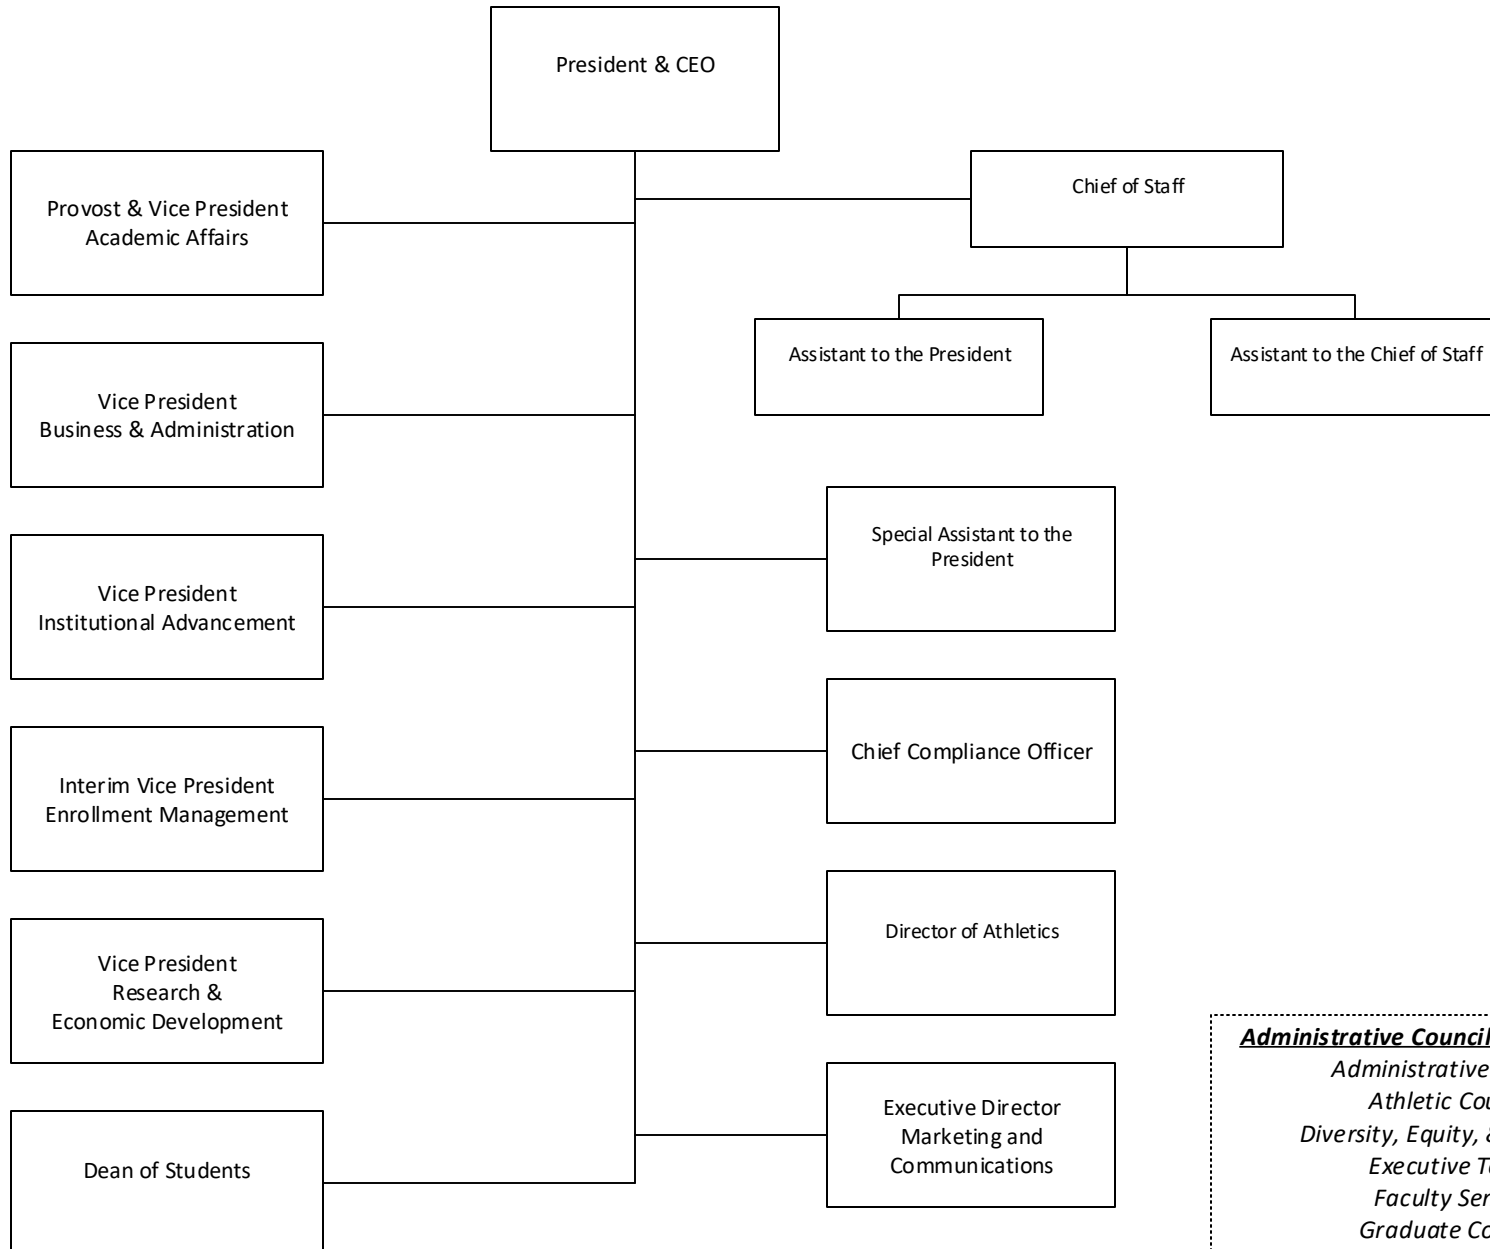 President & CEO
Provost & Vice President
Academic Affairs
Chief of Staff
Assistant to the President
Assistant to the Chief of Staff
Vice President
Business & Administration
Special Assistant to the
President
Vice President
Institutional Advancement
Chief Compliance Officer
Interim Vice President
Enrollment Management
Director of Athletics
Vice President
Research &
Economic Development
Executive Director
Marketing and
Communications
Dean of Students
Administrative Council
Administrative
Athletic
Diversity, Equity,
Executive
Faculty
Graduate